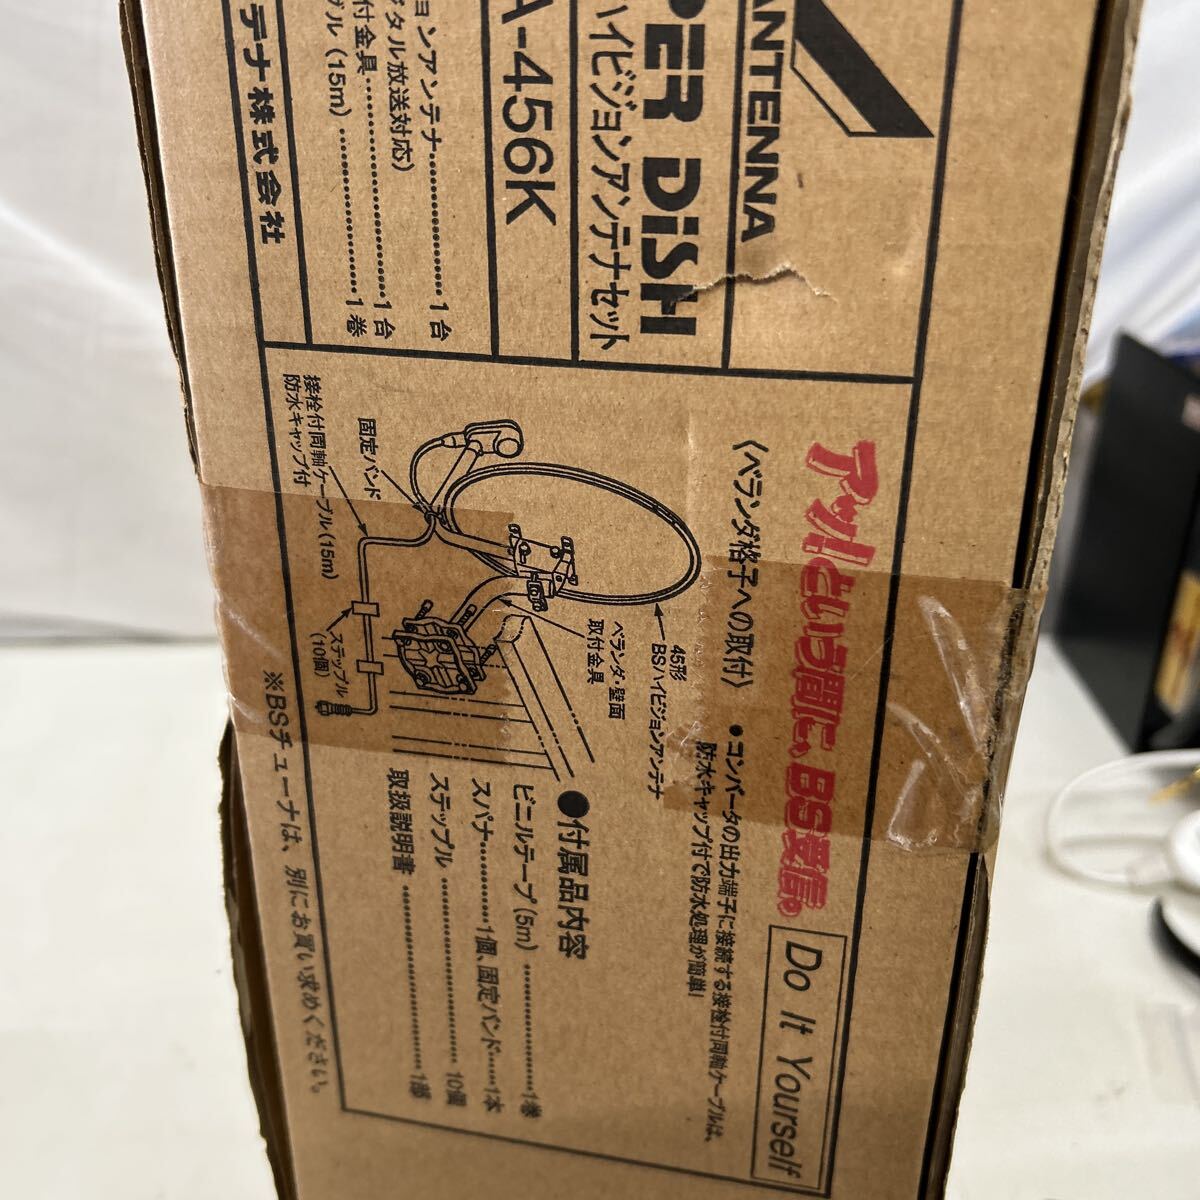 ANTENNA
PER DiSH
ハイビジョンアンテナセット
A-456K
ョンアンテナ…………1台
ジタル放送対応)
付金具…………1台
ブル(15m)…………1巻
テナ株式会社
アッ!という間に、BS受信。
Do It Yourself
〈ベランダ格子への取付〉
●コンバータの出力端子に接続する接栓付同軸ケーブルは、
防水キャップ付で防水処理が簡単!
45形
BSハイビジョンアンテナ
ベランダ・壁面
取付金具
固定バンド
接栓付同軸ケーブル(15m)
防水キャップ付
ステップル
(10個)
●付属品内容
ビニルテープ(5m)…………1巻
スパナ…………1個、固定バンド……1本
ステップル…………10個
取扱説明書…………1部
※BSチューナは、別にお買い求めください。